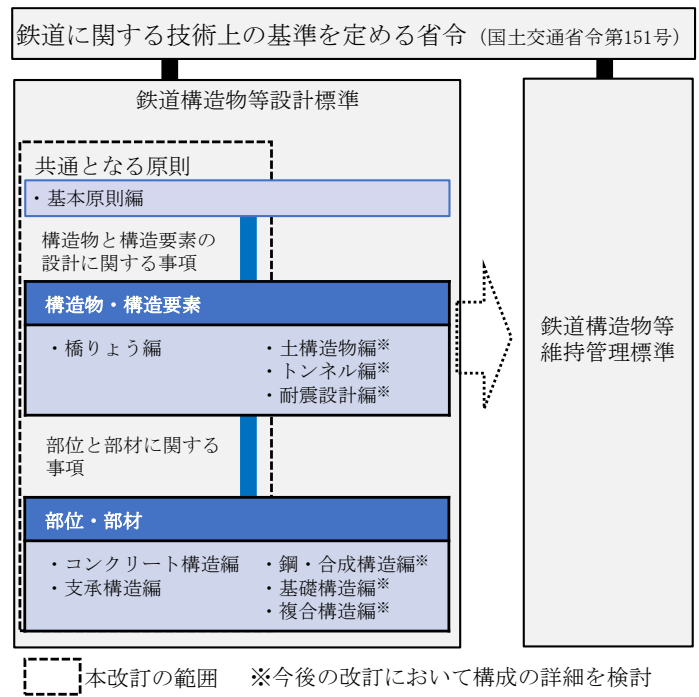 鉄道に関する技術上の基準を定める省令（国土交通省令第151号）
鉄道構造物等設計標準
共通となる原則
・基本原則編
構造物と構造要素の
設計に関する事項
構造物・構造要素
・橋りょう編
・土構造物編※
・トンネル編※
・耐震設計編※
部位と部材に関する
事項
部位・部材
・コンクリート構造編
・支承構造編
・鋼・合成構造編※
・基礎構造編※
・複合構造編※
鉄道構造物等
維持管理標準
本改訂の範囲
※今後の改訂において構成の詳細を検討